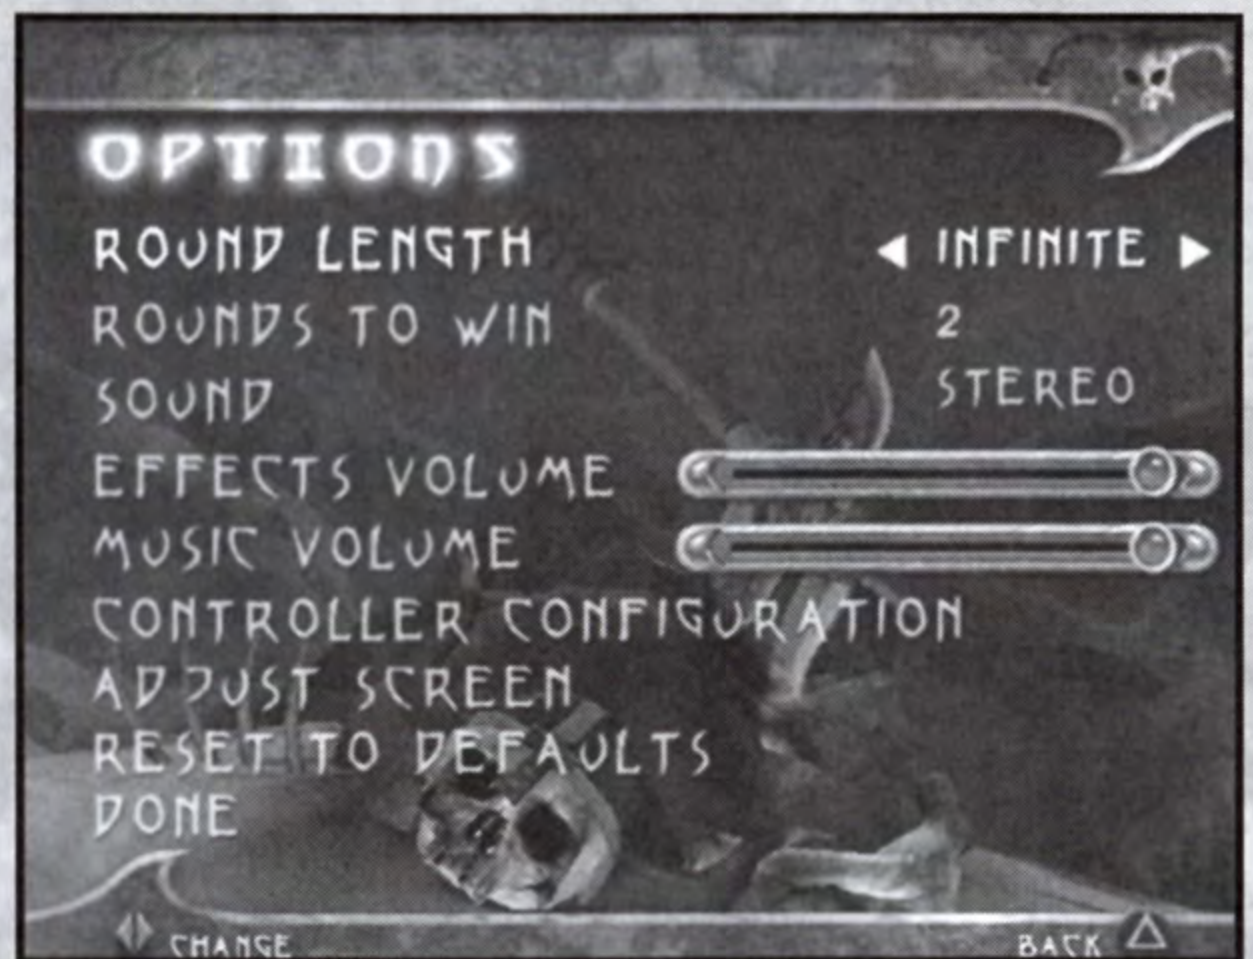 OPTIONS
ROUND LENGTH INFINITE
ROUNDS TO WIN 2
SOUND STEREO
EFFECTS VOLUME
MUSIC VOLUME
CONTROLLER CONFIGURATION
ADJUST SCREEN
RESET TO DEFAULTS
DONE
CHANGE BACK